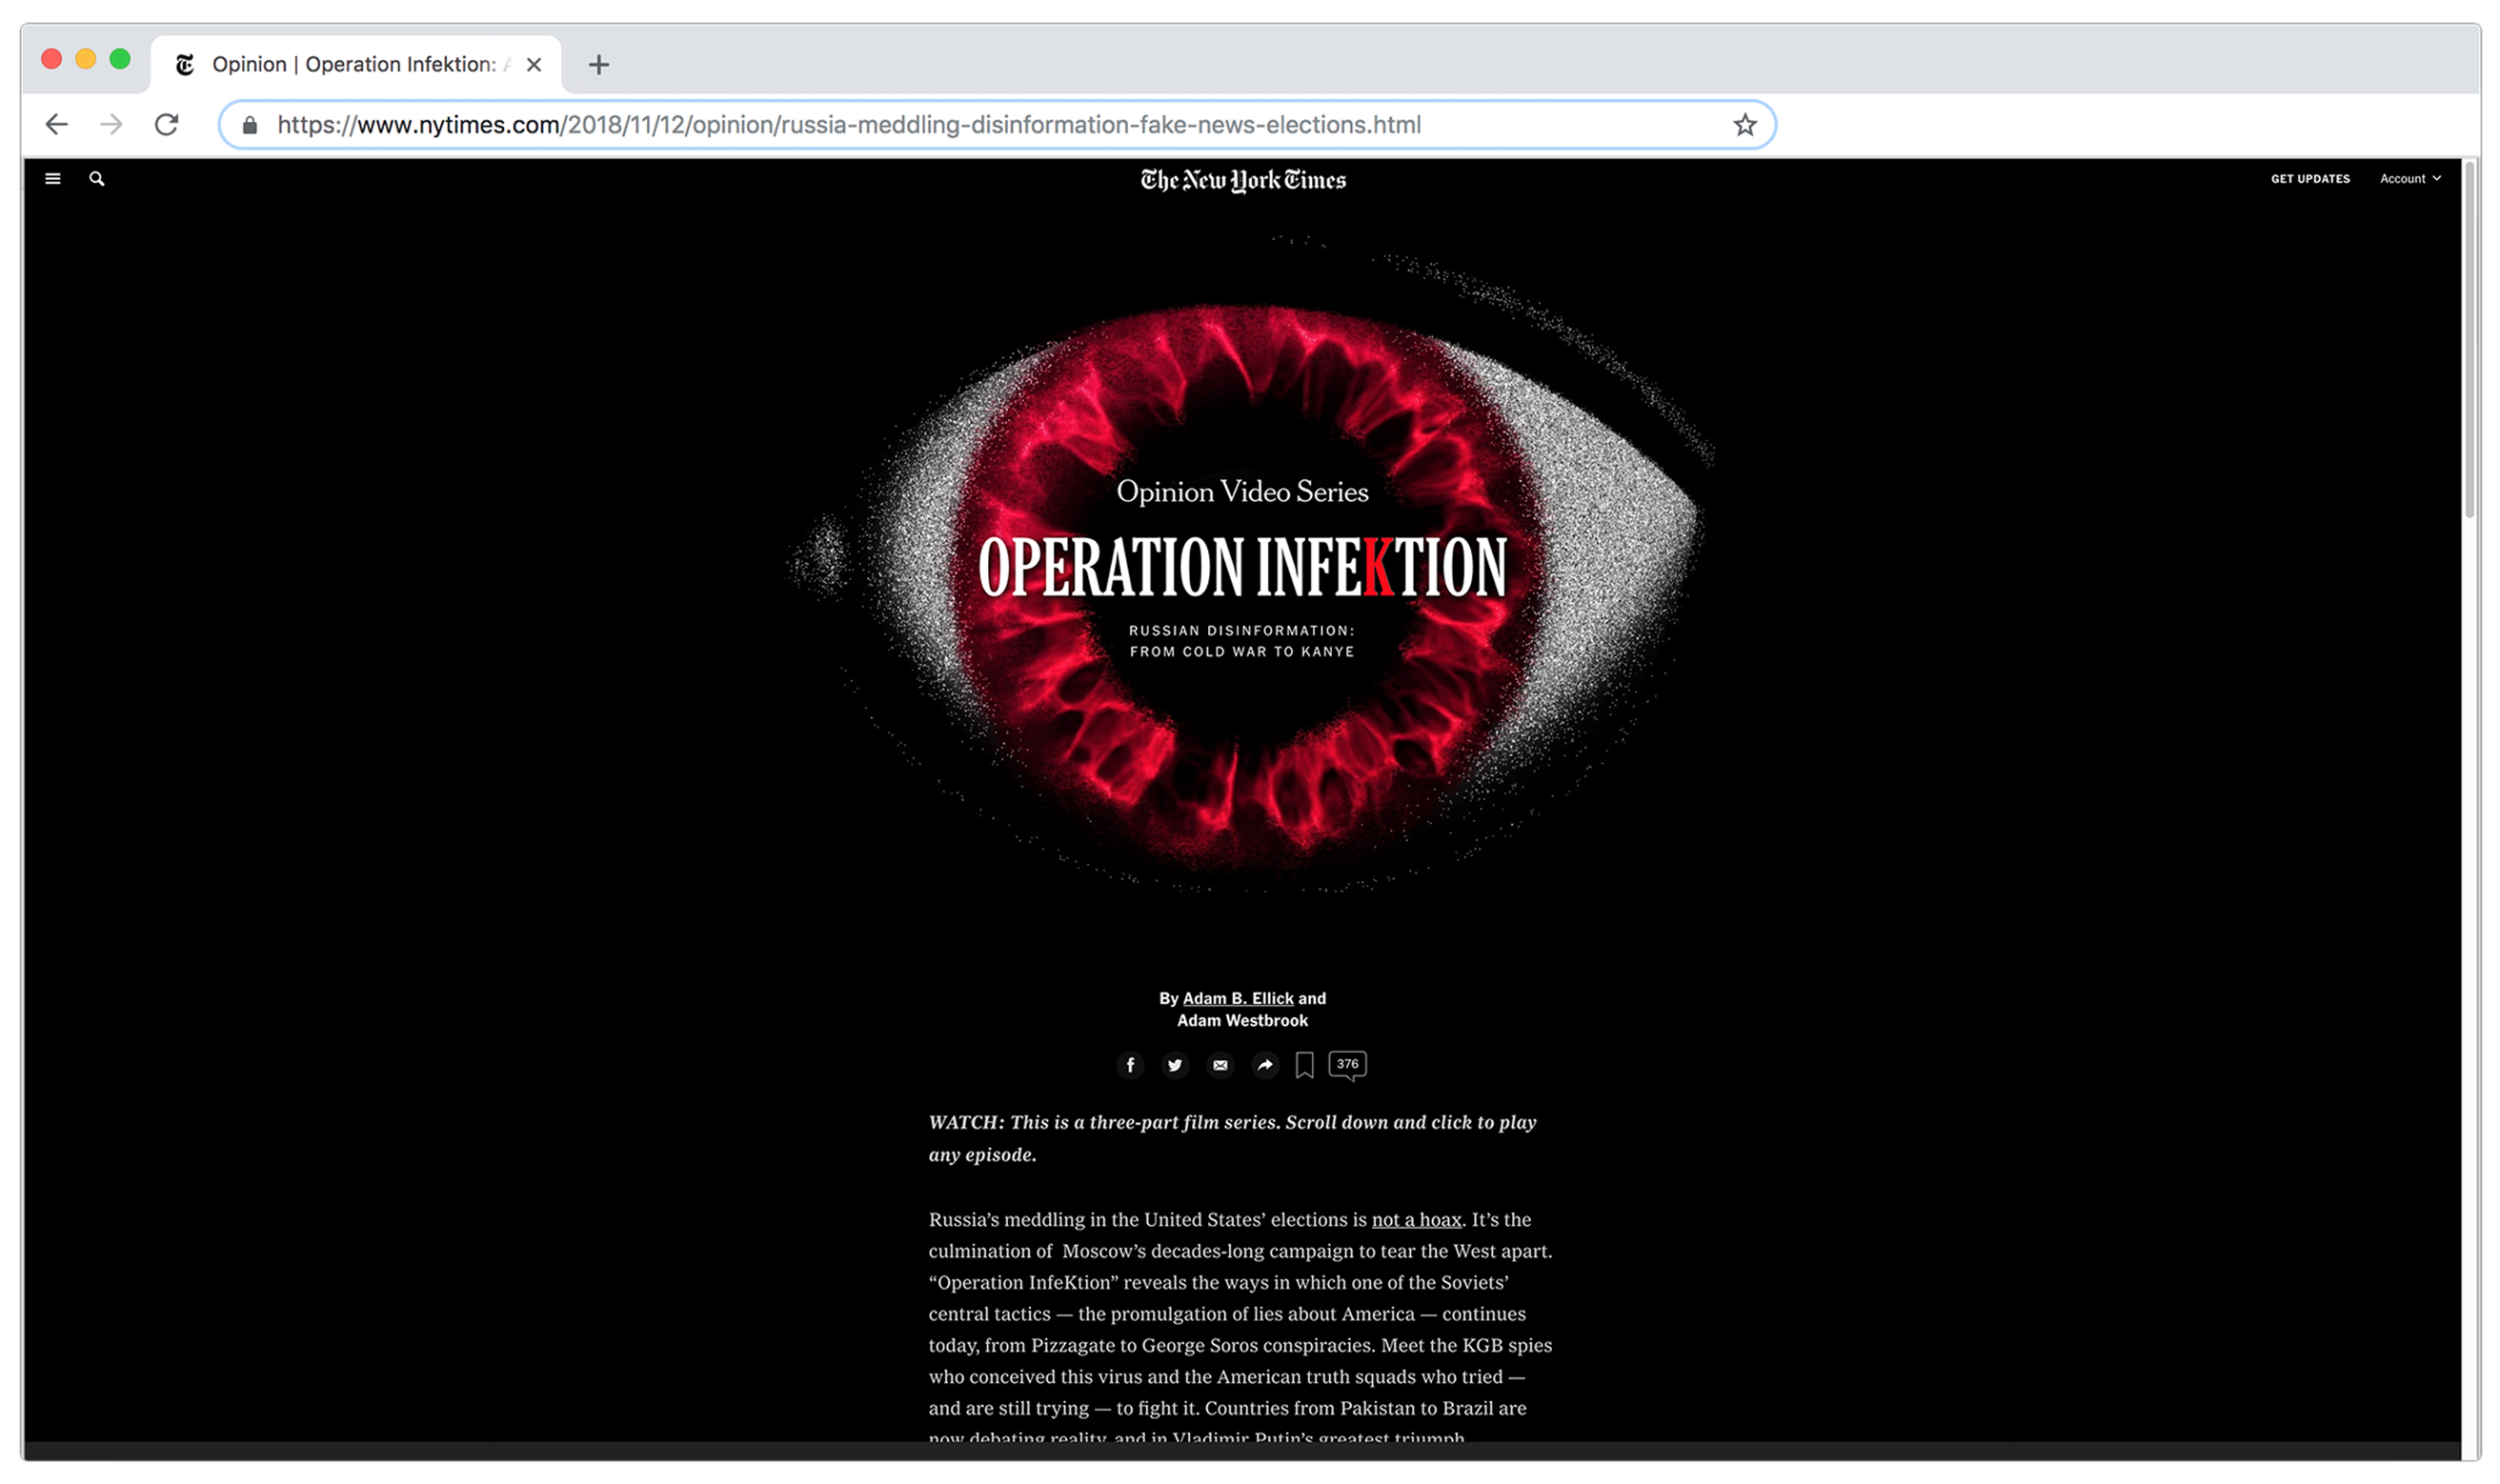 Opinion | Operation Infektion:
https://www.nytimes.com/2018/11/12/opinion/russia-meddling-disinformation-fake-news-elections.html
The New York Times
GET UPDATES
Account
Opinion Video Series
OPERATION INFEKTION
RUSSIAN DISINFORMATION:
FROM COLD WAR TO KANYE
By Adam B. Ellick and
Adam Westbrook
376
WATCH: This is a three-part film series. Scroll down and click to play
any episode.
Russia’s meddling in the United States’ elections is not a hoax. It’s the
culmination of  Moscow’s decades-long campaign to tear the West apart.
“Operation InfeKtion” reveals the ways in which one of the Soviets’
central tactics — the promulgation of lies about America — continues
today, from Pizzagate to George Soros conspiracies. Meet the KGB spies
who conceived this virus and the American truth squads who tried —
and are still trying — to fight it. Countries from Pakistan to Brazil are
now debating reality, and in Vladimir Putin’s greatest triumph,